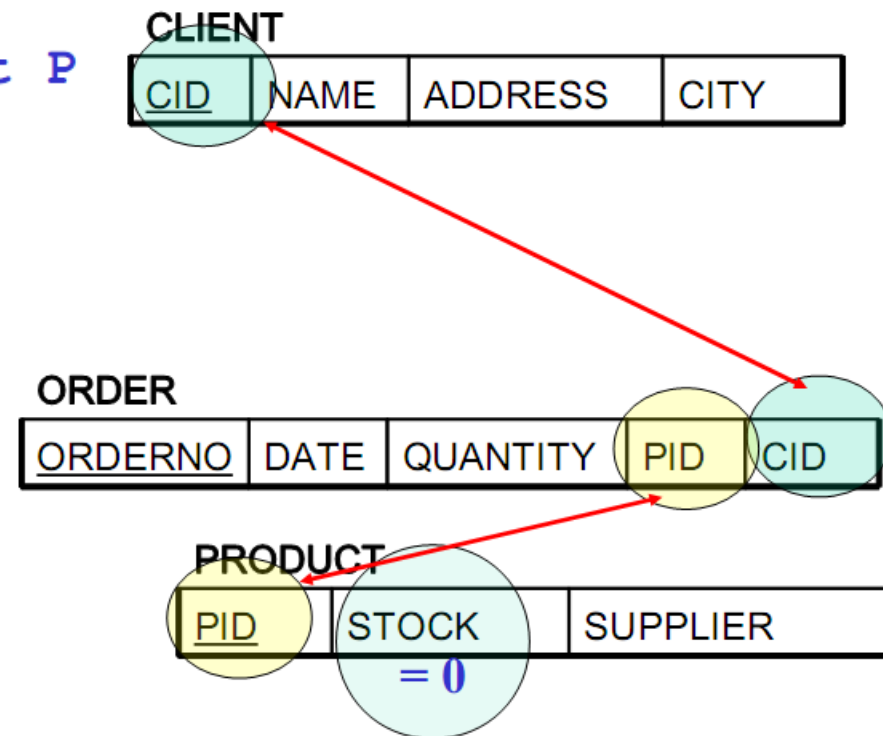 CLIENT
P
CID NAME ADDRESS CITY
ORDER
ORDERNO DATE QUANTITY PID CID
PRODUCT
PID STOCK SUPPLIER
= 0